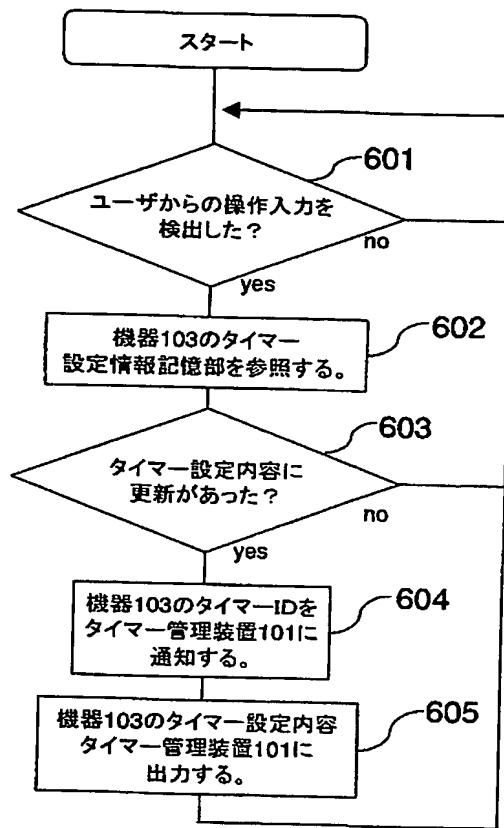 スタート
601
ユーザからの操作入力を
検出した？
no
yes
602
機器103のタイマー
設定情報記憶部を参照する。
603
タイマー設定内容に
更新があった？
no
yes
604
機器103のタイマーIDを
タイマー管理装置101に
通知する。
605
機器103のタイマー設定内容
タイマー管理装置101に
出力する。